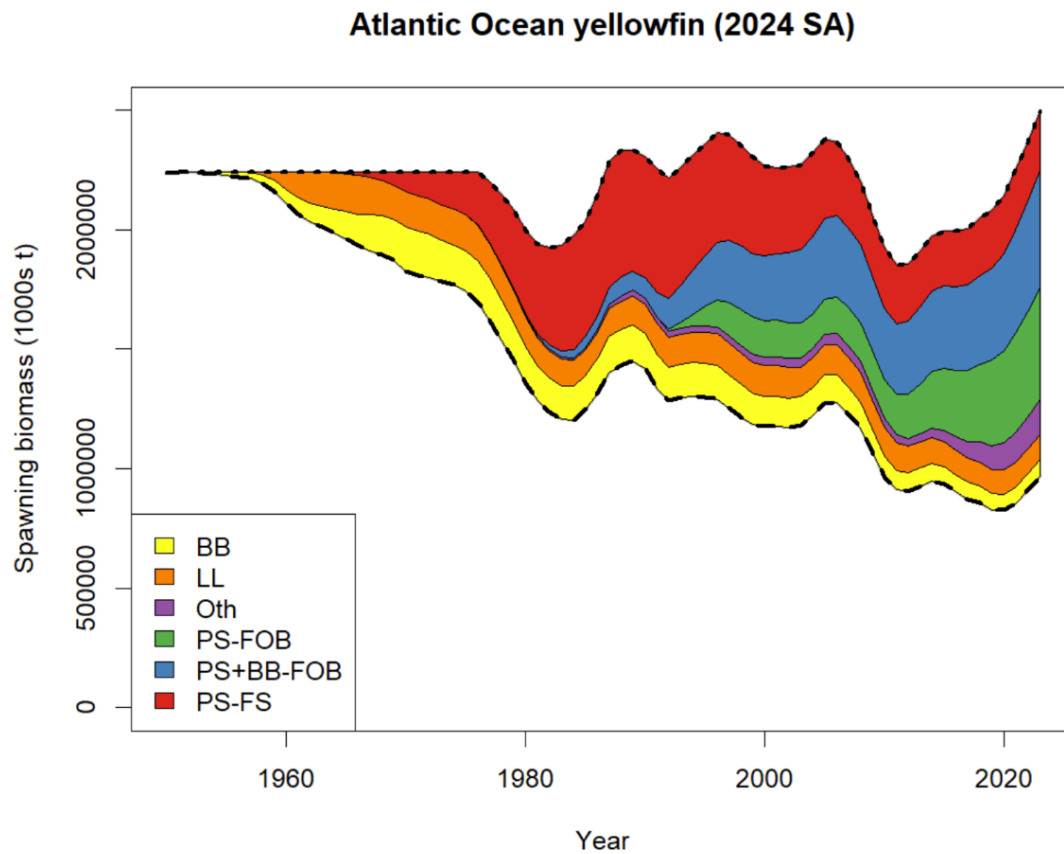 Atlantic Ocean yellowfin (2024 SA)
Spawning biomass (1000s t)
2000000
1000000
500000
0
BB
LL
Oth
PS-FOB
PS+BB-FOB
PS-FS
1960
1980
2000
2020
Year